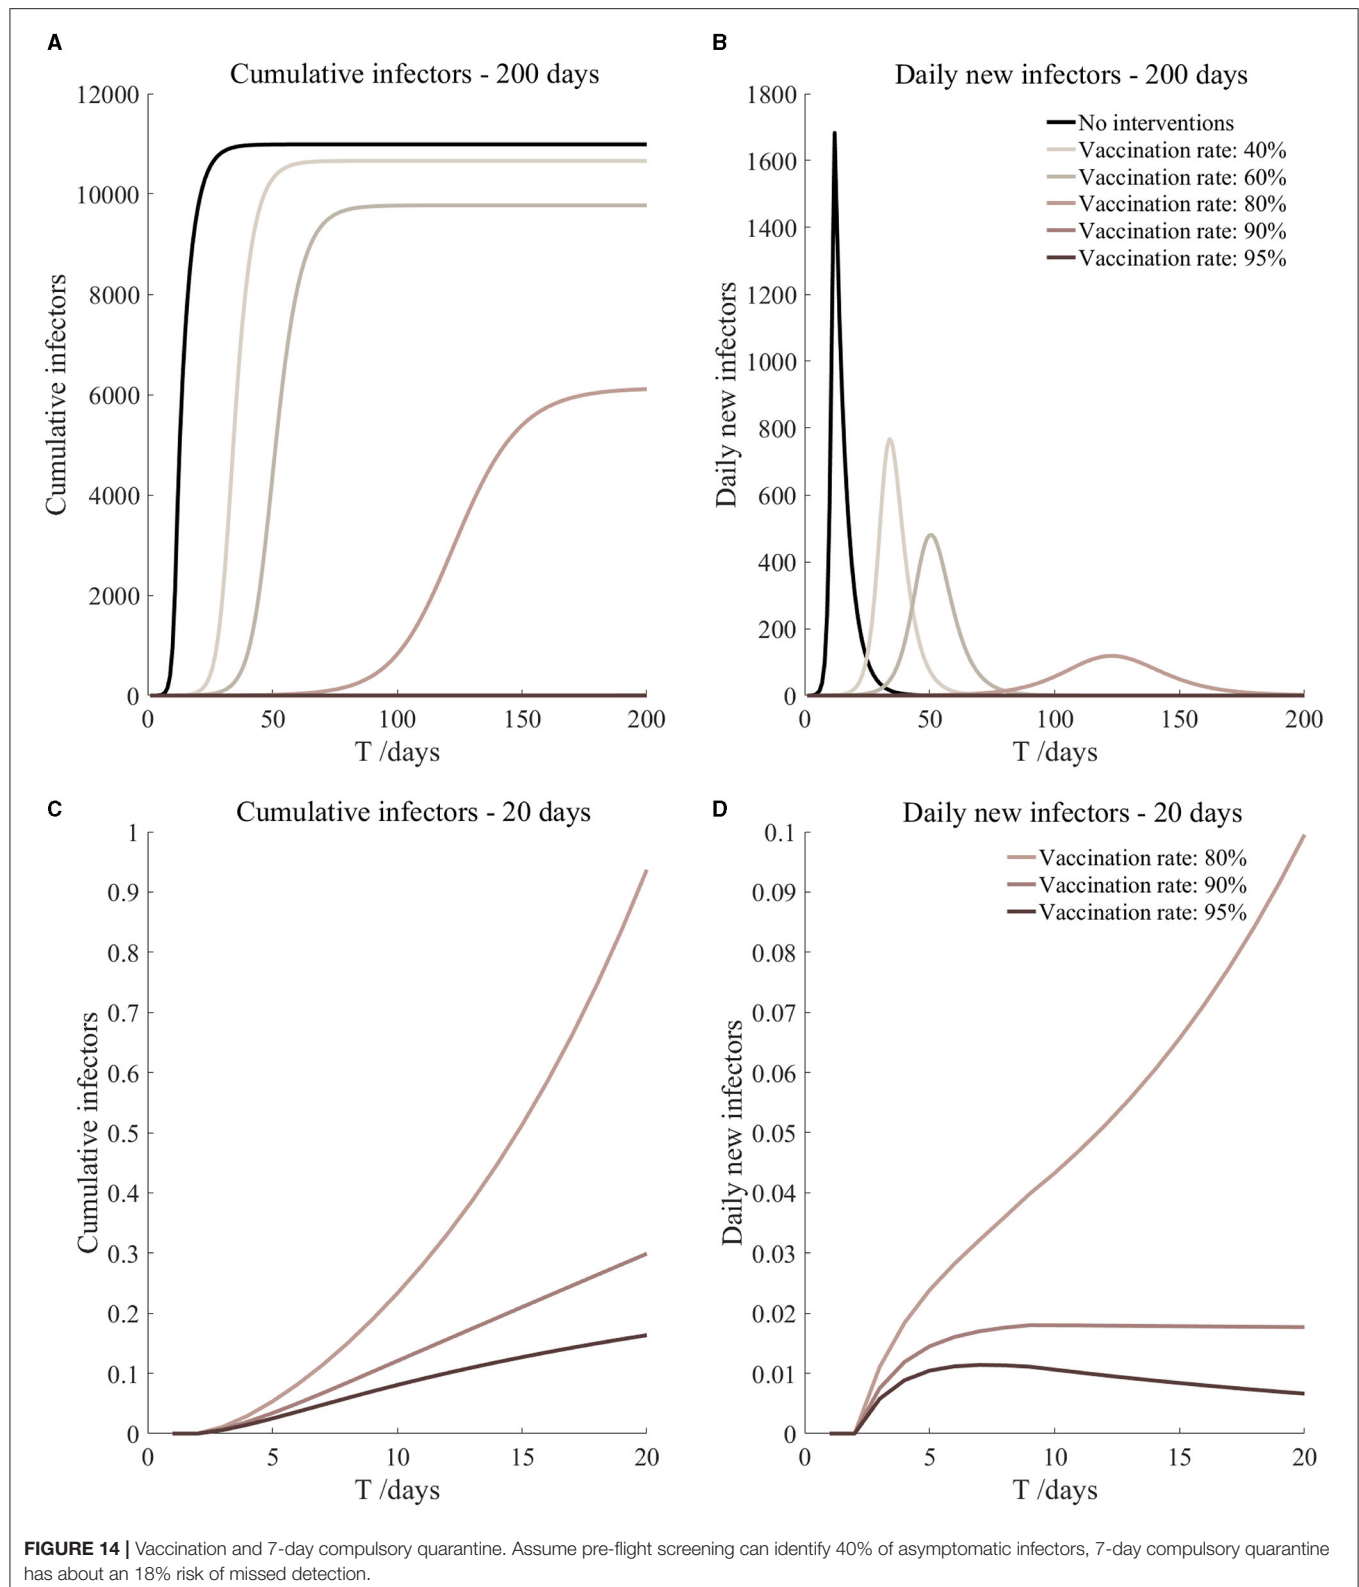 A
Cumulative infectors - 200 days
12000
10000
8000
6000
4000
2000
0
Cumulative infectors
0 50 100 150 200
T /days
B
Daily new infectors - 200 days
1800
1600
1400
1200
1000
800
600
400
200
0
Daily new infectors
No interventions
Vaccination rate: 40%
Vaccination rate: 60%
Vaccination rate: 80%
Vaccination rate: 90%
Vaccination rate: 95%
0 50 100 150 200
T /days
C
Cumulative infectors - 20 days
1
0.9
0.8
0.7
0.6
0.5
0.4
0.3
0.2
0.1
0
Cumulative infectors
0 5 10 15 20
T /days
D
Daily new infectors - 20 days
0.1
0.09
0.08
0.07
0.06
0.05
0.04
0.03
0.02
0.01
0
Daily new infectors
Vaccination rate: 80%
Vaccination rate: 90%
Vaccination rate: 95%
0 5 10 15 20
T /days
FIGURE 14 | Vaccination and 7-day compulsory quarantine. Assume pre-flight screening can identify 40% of asymptomatic infectors, 7-day compulsory quarantine
has about an 18% risk of missed detection.